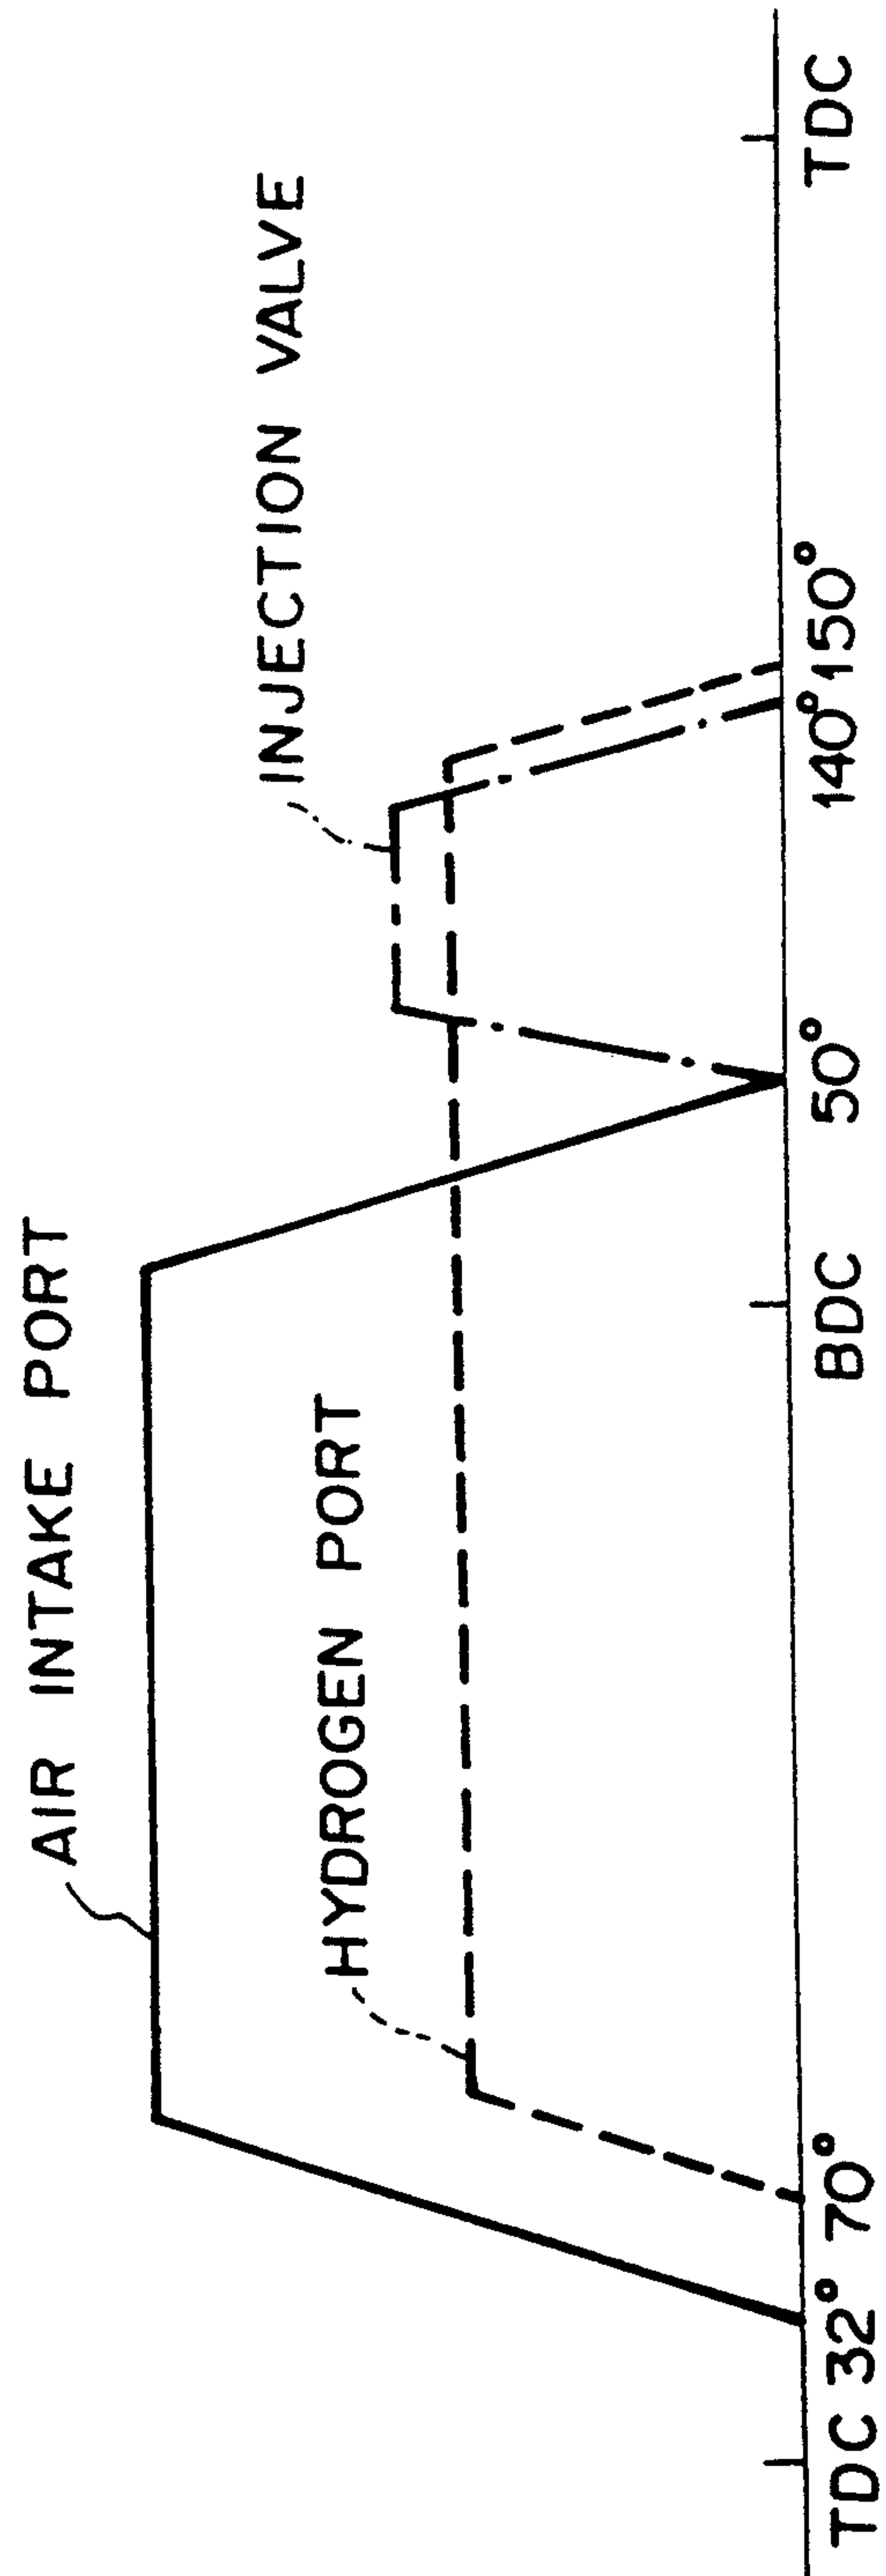 AIR INTAKE PORT
INJECTION VALVE
HYDROGEN PORT
TDC 32° 70° BDC 50° 140° 150° TDC